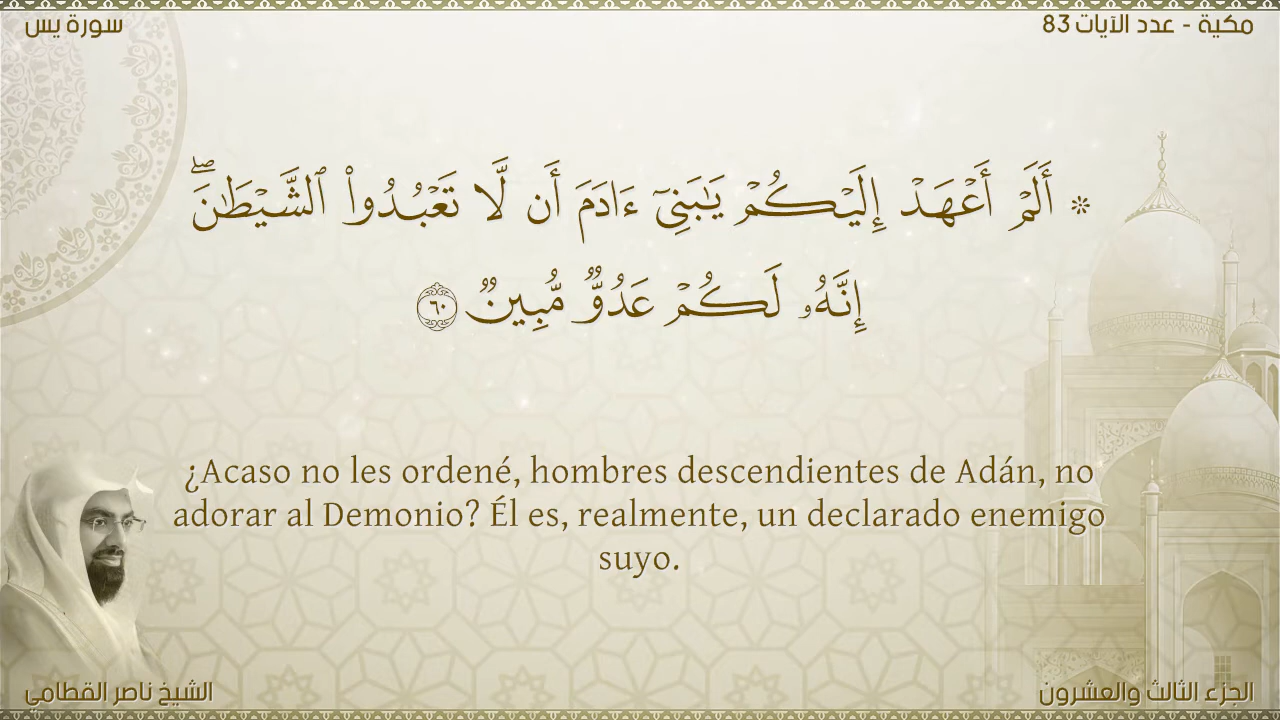 سورة يس
مكية - عدد الآيات 83
۞ أَلَمْ أَعْهَدْ إِلَيْكُمْ يَٰبَنِىٓ ءَادَمَ أَن لَّا تَعْبُدُوا۟ ٱلشَّيْطَٰنَ ۖ
إِنَّهُۥ لَكُمْ عَدُوٌّ مُّبِينٌ ٦٠
¿Acaso no les ordené, hombres descendientes de Adán, no
adorar al Demonio? Él es, realmente, un declarado enemigo
suyo.
الشيخ ناصر القطامي
الجزء الثالث والعشرون